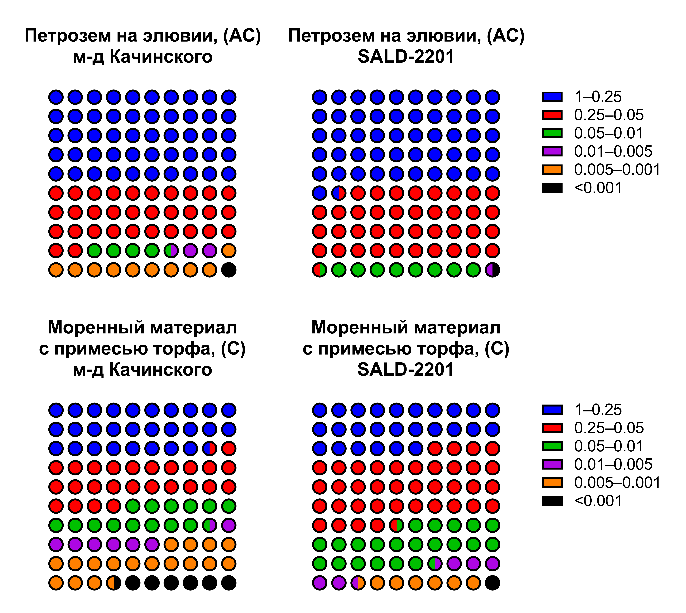 Петрозем на элювии, (АС)
м-д Качинского
Петрозем на элювии, (АС)
SALD-2201
1–0.25
0.25–0.05
0.05–0.01
0.01–0.005
0.005–0.001
<0.001
Моренный материал
с примесью торфа, (С)
м-д Качинского
Моренный материал
с примесью торфа, (С)
SALD-2201
1–0.25
0.25–0.05
0.05–0.01
0.01–0.005
0.005–0.001
<0.001